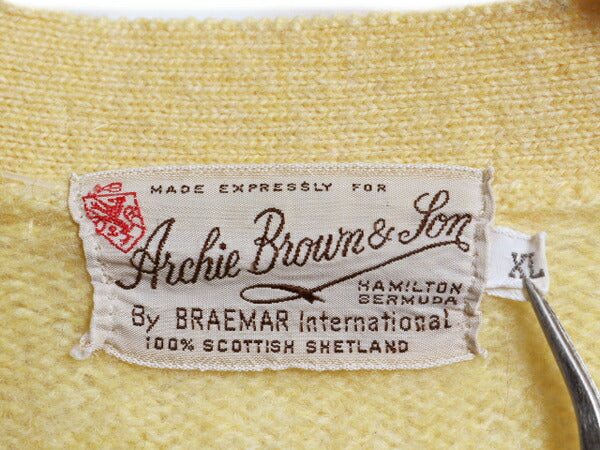 MADE EXPRESSLY FOR
Archie Brown & Son
HAMILTON
BERMUDA
By BRAEMAR International
100% SCOTTISH SHETLAND
XL